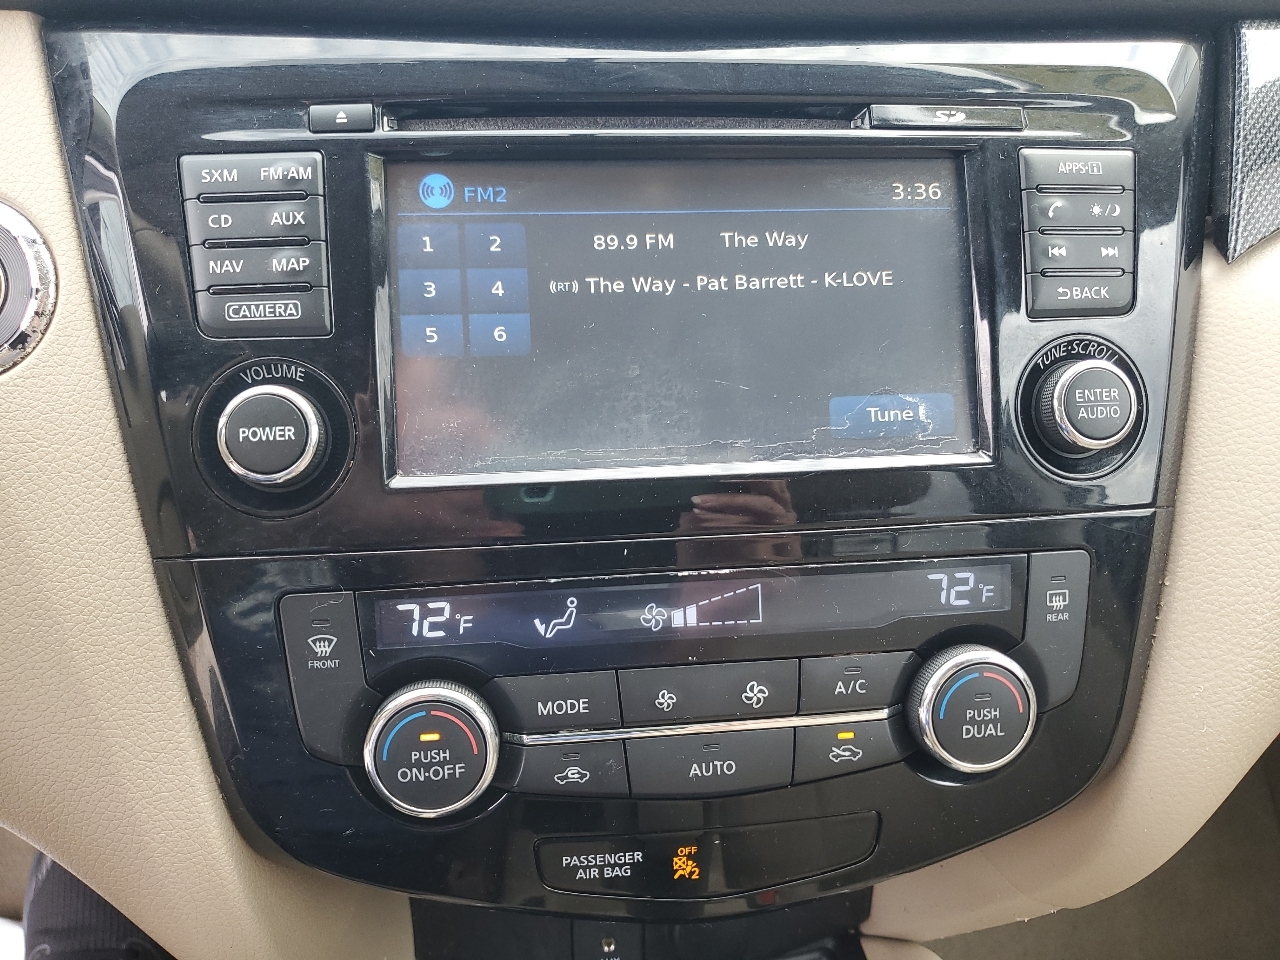 SD
SXM FM·AM
CD AUX
NAV MAP
CAMERA
VOLUME
POWER
FM2 3:36
1 2
3 4
5 6
89.9 FM The Way
((RT)) The Way - Pat Barrett - K-LOVE
Tune
APPS·i
BACK
TUNE·SCROLL
ENTER
AUDIO
72°F
72°F
FRONT
REAR
MODE
A/C
PUSH
ON·OFF
AUTO
PUSH
DUAL
PASSENGER
AIR BAG
OFF
2